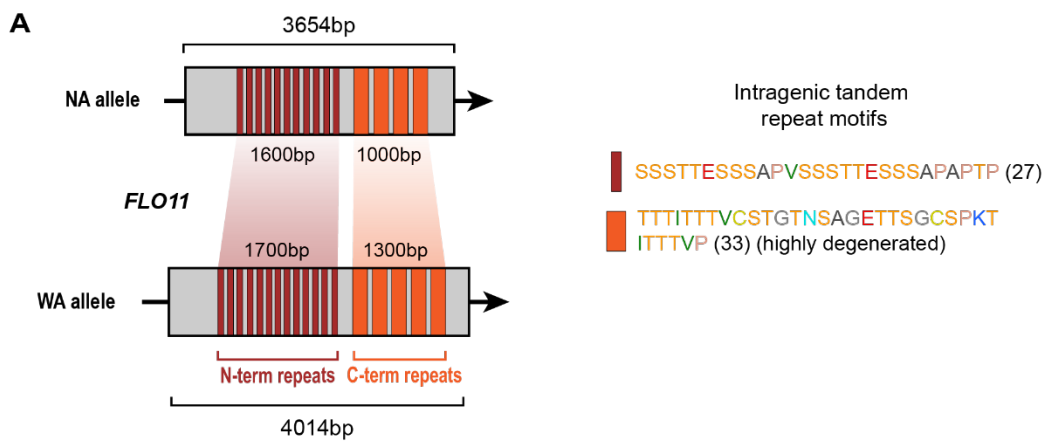 A
3654bp
NA allele
1600bp
1000bp
FLO11
1700bp
1300bp
WA allele
N-term repeats
C-term repeats
4014bp
Intragenic tandem
repeat motifs
SSSTTESSSAPVSSSTTESSSAPAPTP (27)
TTTITTTVCSTGTNSAGETTSGCSPKT
ITTTVP (33) (highly degenerated)